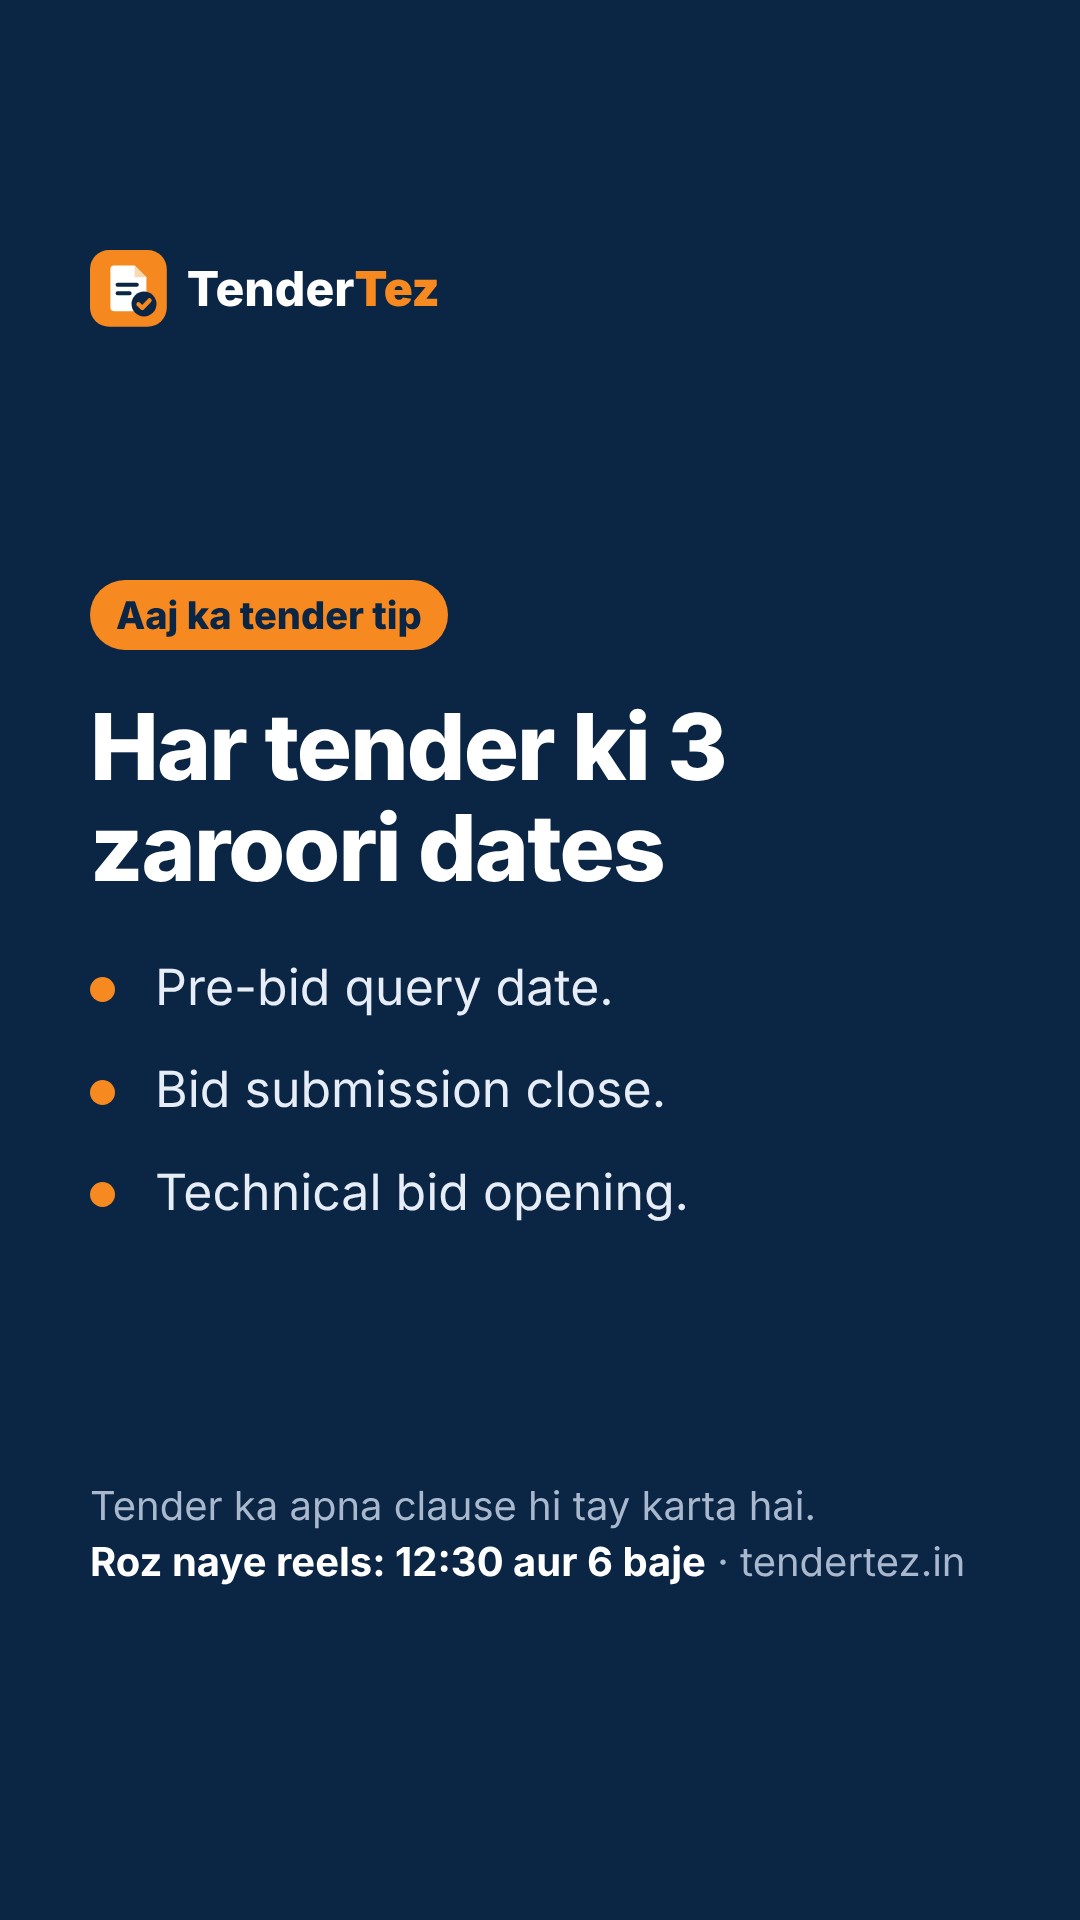 TenderTez
Aaj ka tender tip
Har tender ki 3
zaroori dates
Pre-bid query date.
Bid submission close.
Technical bid opening.
Tender ka apna clause hi tay karta hai.
Roz naye reels: 12:30 aur 6 baje · tendertez.in